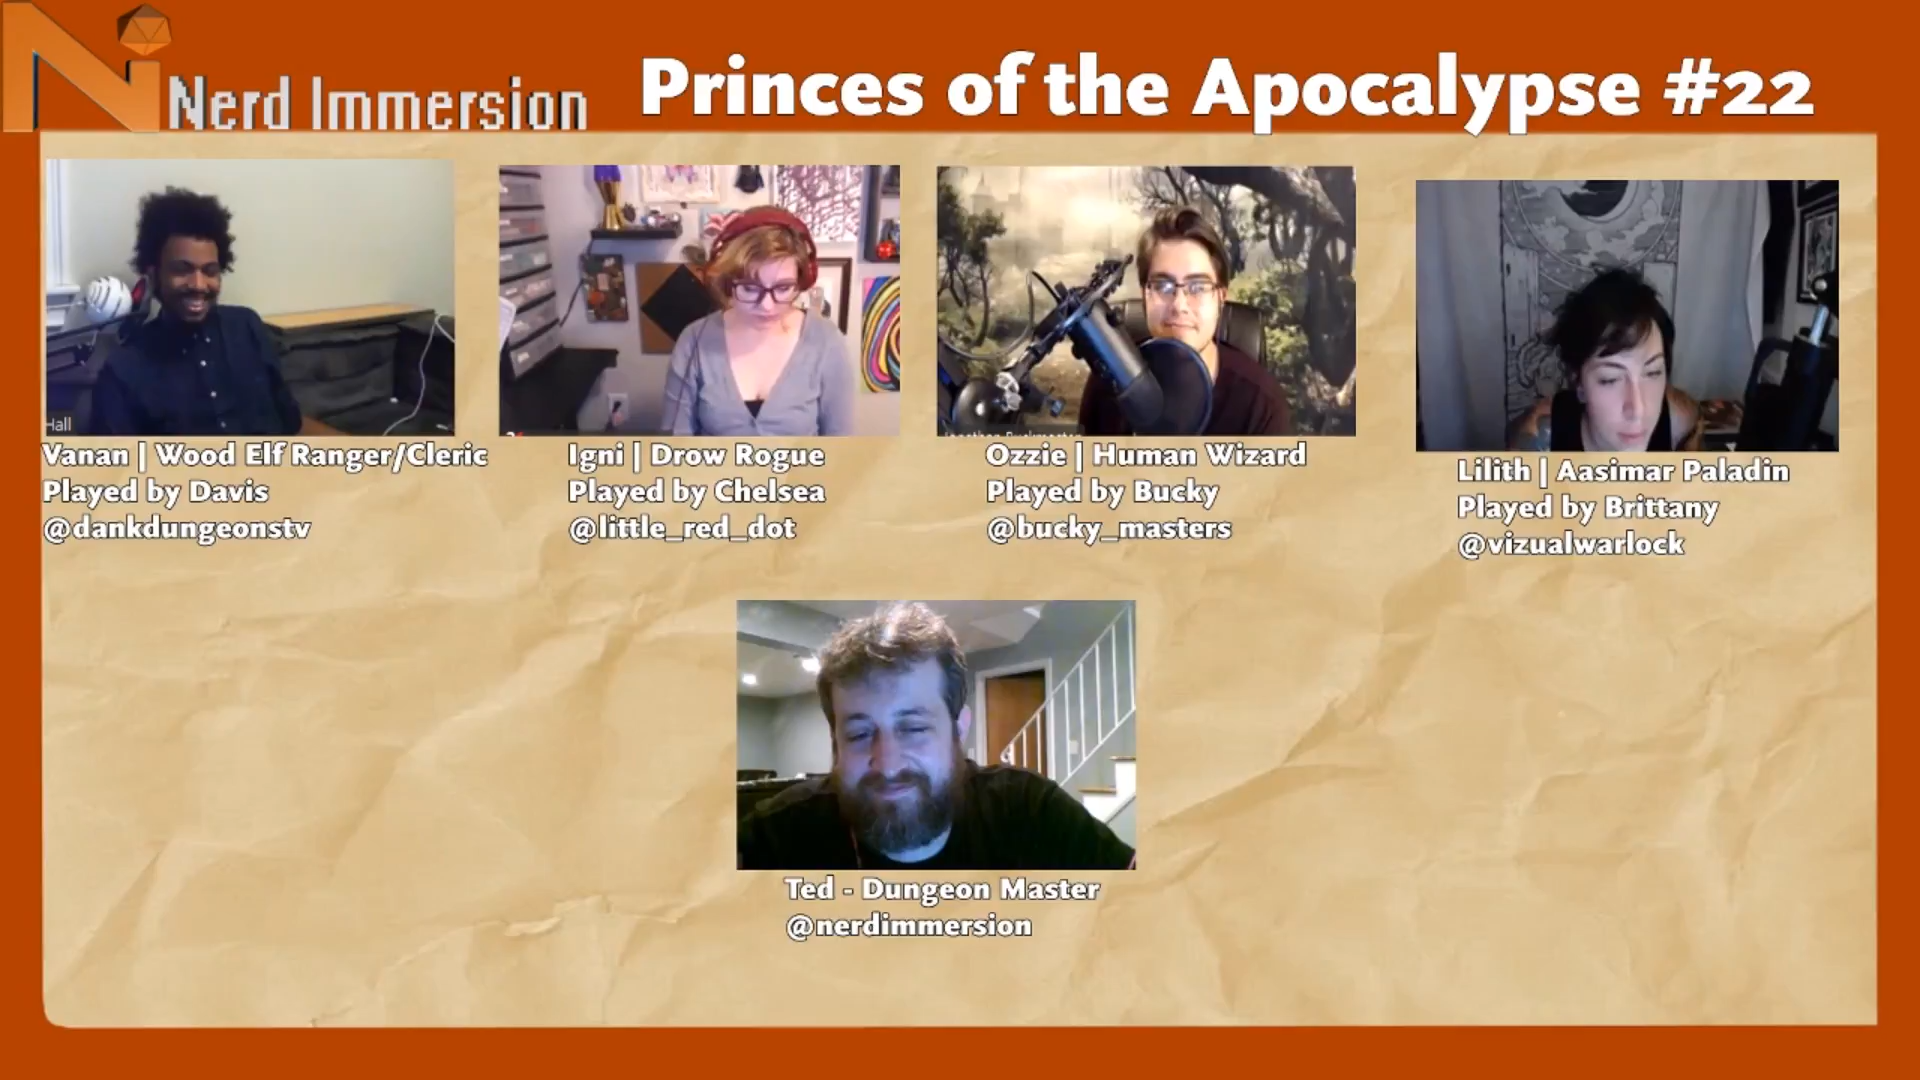 Nerd Immersion
Princes of the Apocalypse #22
Hall
Vanan | Wood Elf Ranger/Cleric
Played by Davis
@dankdungeonstv
Igni | Drow Rogue
Played by Chelsea
@little_red_dot
Ozzie | Human Wizard
Played by Bucky
@bucky_masters
Lilith | Aasimar Paladin
Played by Brittany
@vizualwarlock
Ted - Dungeon Master
@nerdimmersion